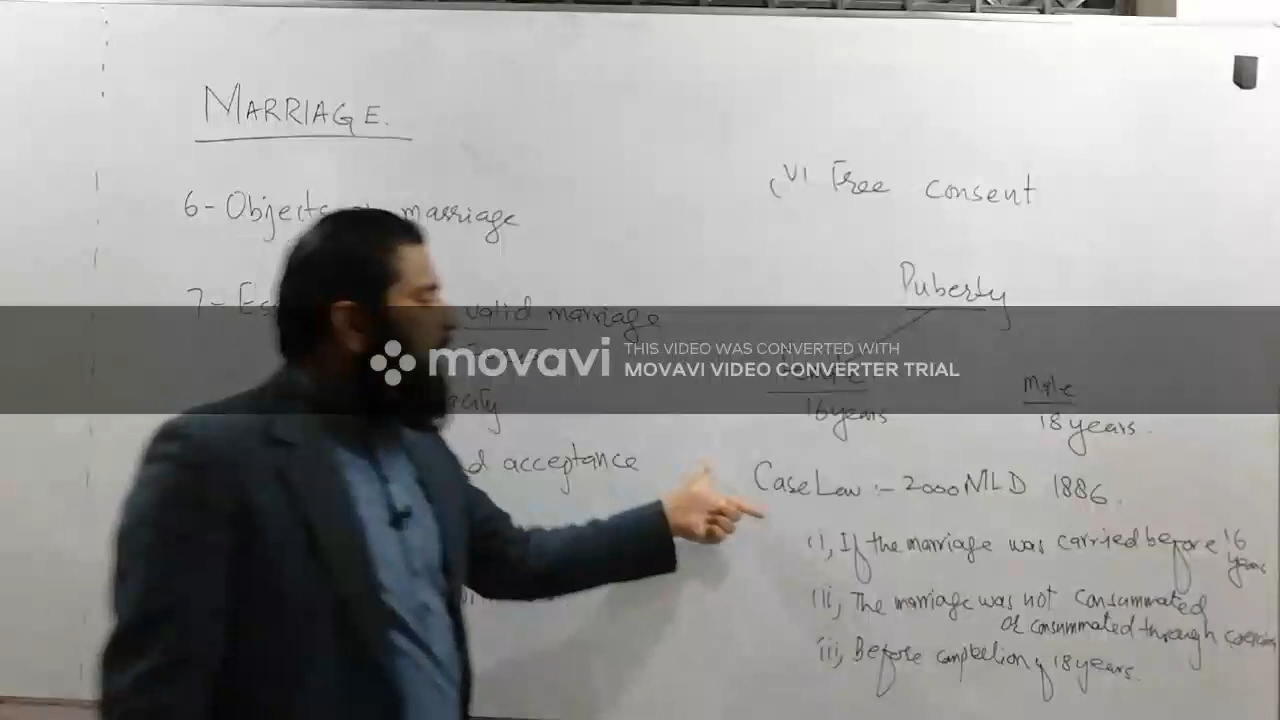 MARRIAGE.
6- Objects marriage
7- valid marriage
acceptance
(VI Free consent
Puberty
16 years
Male
18 years.
Case Law :- 2000 MLD 1886.
(i), If the marriage was carried before 16 years
(ii, The marriage was not consummated
or consummated through
(iii, Before completion of 18 years.
movavi
THIS VIDEO WAS CONVERTED WITH
MOVAVI VIDEO CONVERTER TRIAL